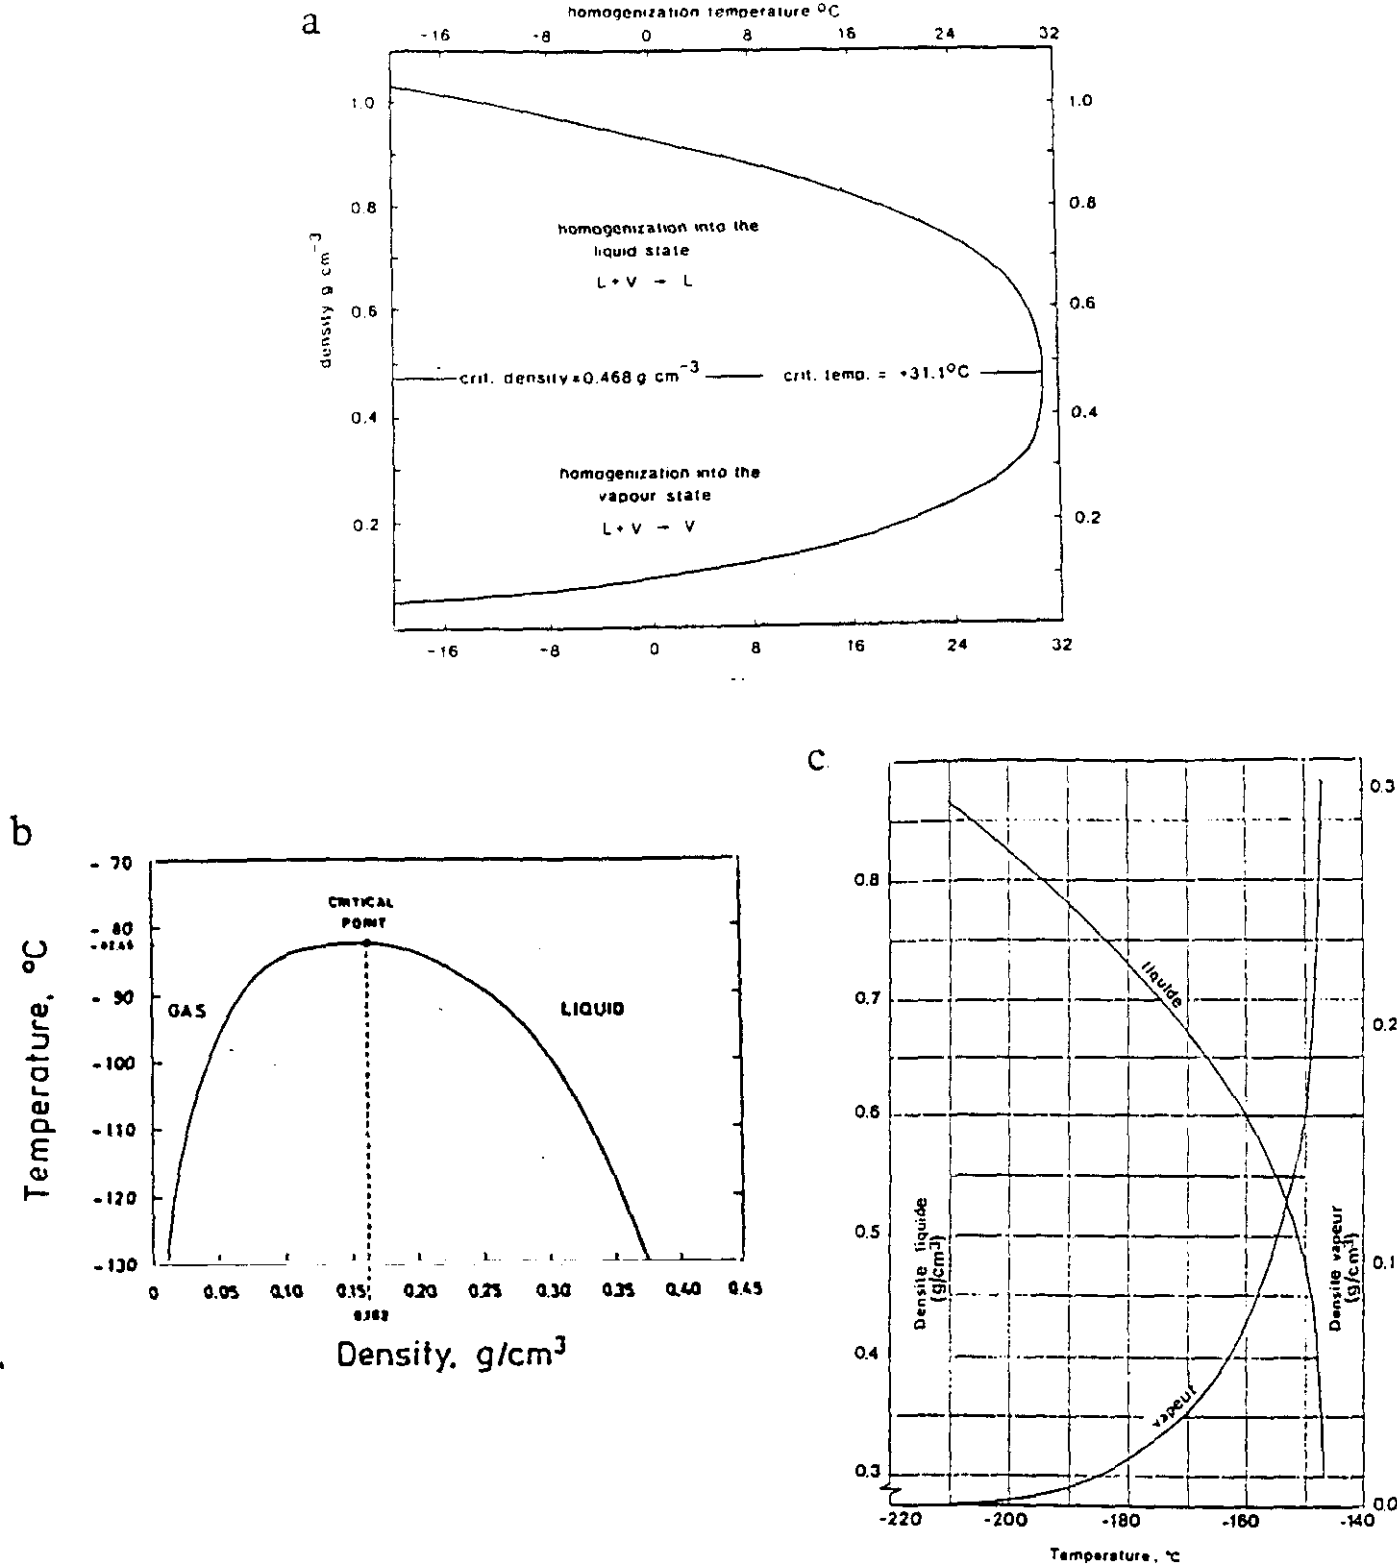 a
homogenization temperature °C
-16 -8 0 8 16 24 32
1.0 1.0
0.8 0.8
homogenization into the
liquid state
L + V → L
density g cm⁻³
0.6 0.6
crit. density = 0.468 g cm⁻³ crit. temp. = +31.1°C
0.4 0.4
homogenization into the
vapour state
L + V → V
0.2 0.2
-16 -8 0 8 16 24 32
b
Temperature, °C
- 70
- 80
- 90
-100
-110
-120
-130
CRITICAL
POINT
GAS
LIQUID
0 0.05 0.10 0.15 0.20 0.25 0.30 0.35 0.40 0.45
0.162
Density, g/cm³
c
0.3
0.8
liquide
0.7
0.2
0.6
Densite liquide
(g/cm³)
Densite vapeur
(g/cm³)
0.5
0.1
0.4
vapeur
0.3
0.0
-220 -200 -180 -160 -140
Temperature, °C